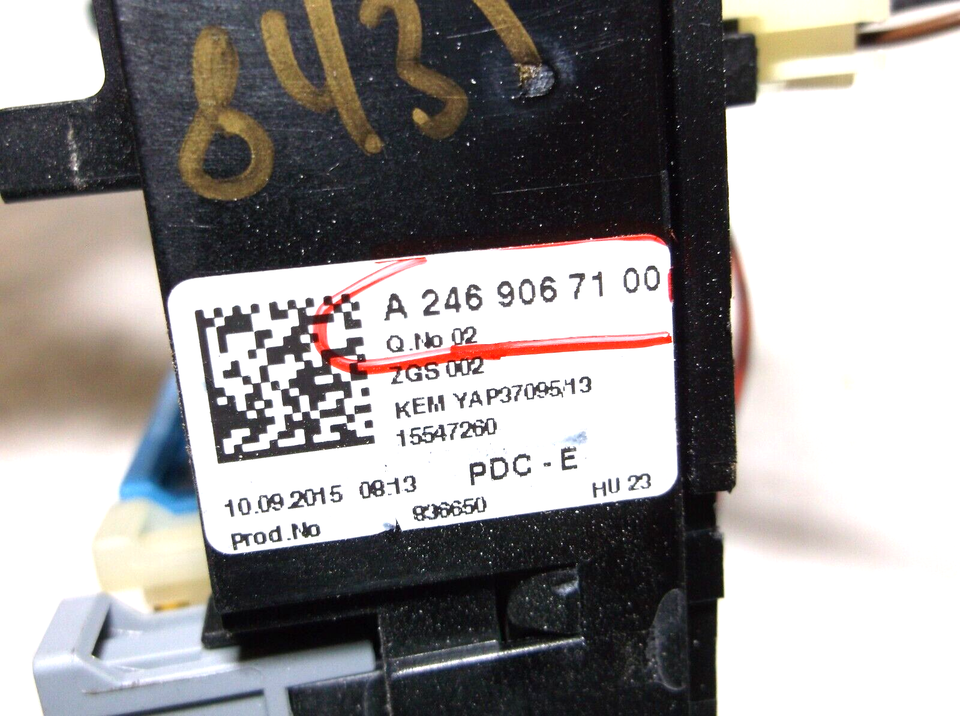 843
A 246 906 71 00
Q.No 02
ZGS 002
KEM YAP37095/13
15547260
PDC - E
10.09.2015 08:13
HU 23
Prod.No 836650